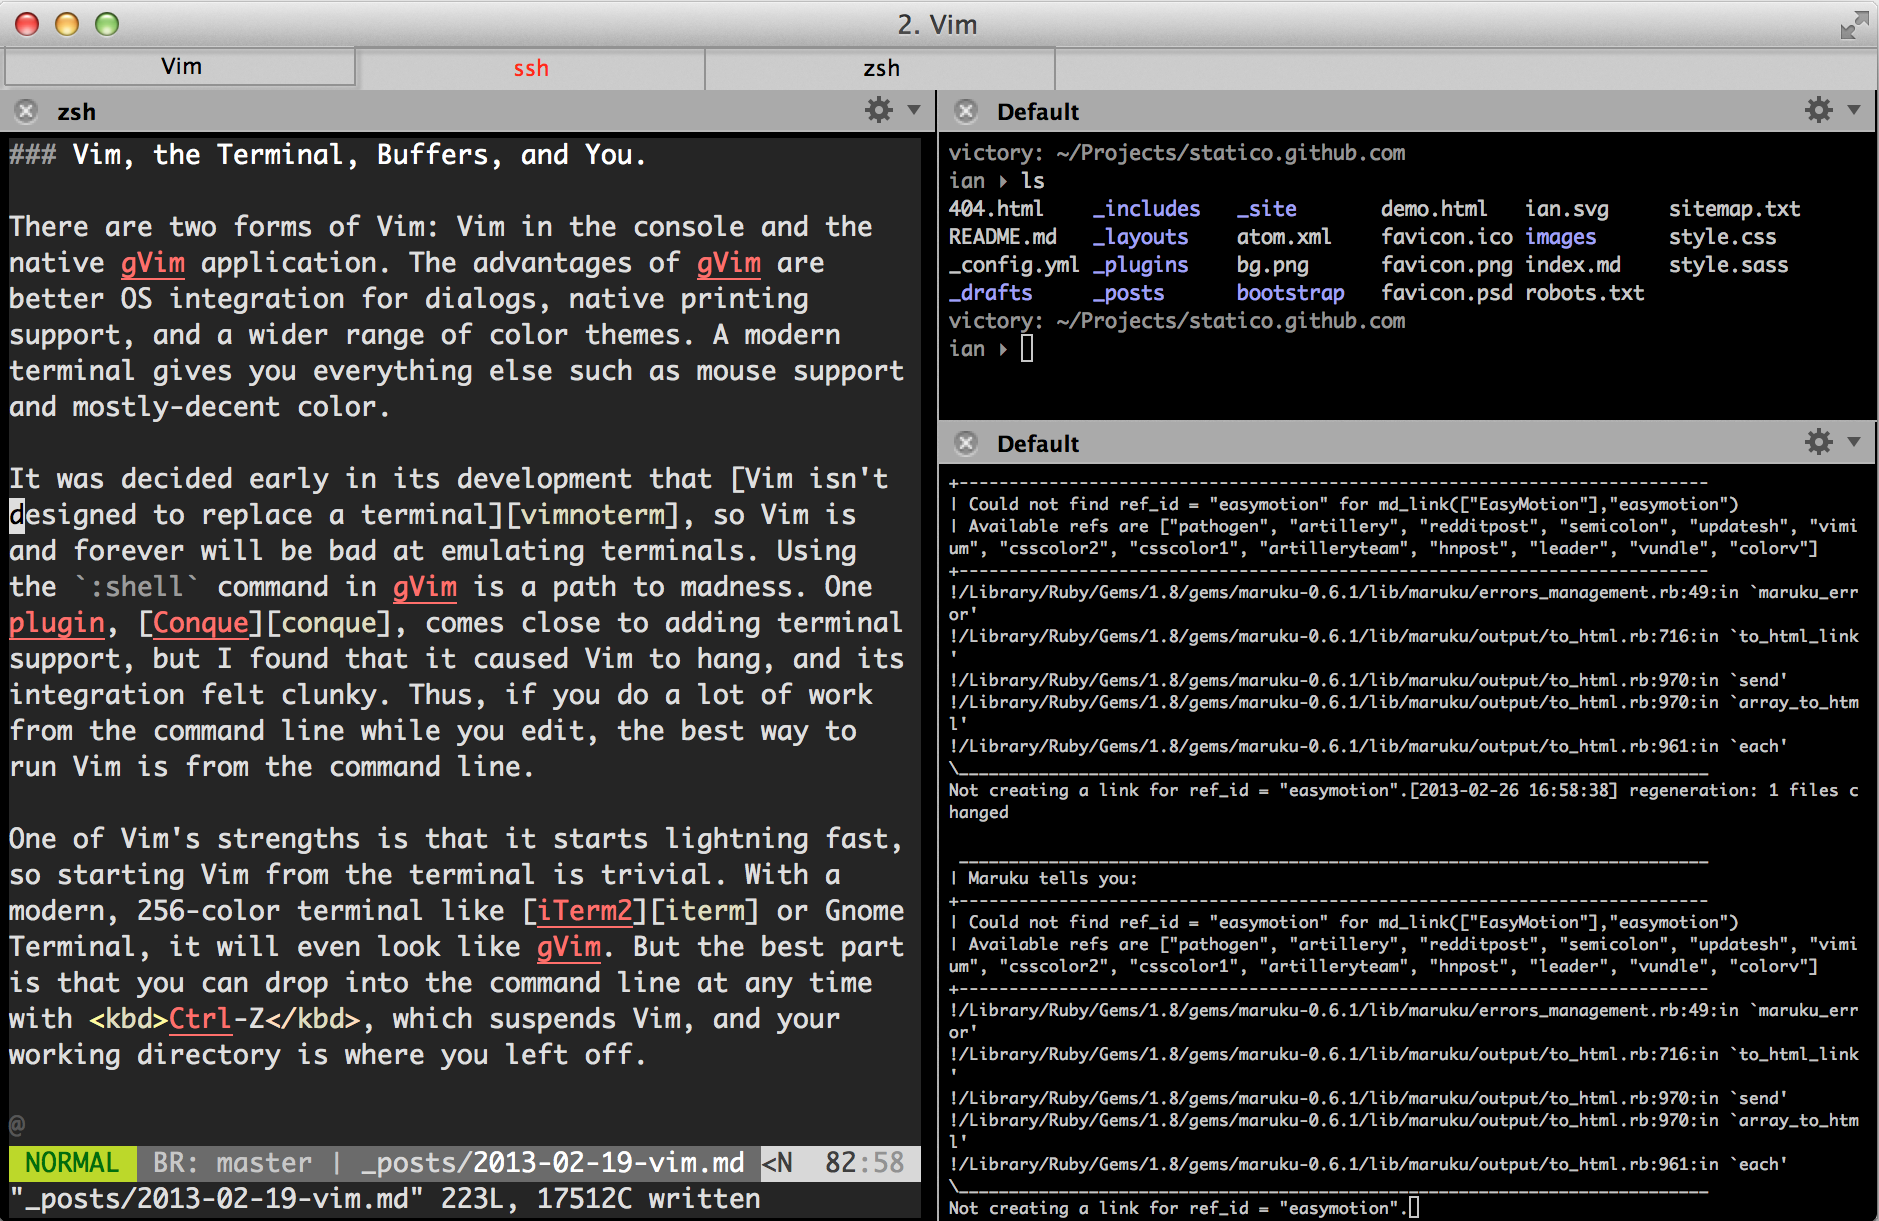 2. Vim
Vim
ssh
zsh
zsh
### Vim, the Terminal, Buffers, and You.
There are two forms of Vim: Vim in the console and the
native gVim application. The advantages of gVim are
better OS integration for dialogs, native printing
support, and a wider range of color themes. A modern
terminal gives you everything else such as mouse support
and mostly-decent color.
It was decided early in its development that [Vim isn't
designed to replace a terminal][vimnoterm], so Vim is
and forever will be bad at emulating terminals. Using
the `:shell` command in gVim is a path to madness. One
plugin, [Conque][conque], comes close to adding terminal
support, but I found that it caused Vim to hang, and its
integration felt clunky. Thus, if you do a lot of work
from the command line while you edit, the best way to
run Vim is from the command line.
One of Vim's strengths is that it starts lightning fast,
so starting Vim from the terminal is trivial. With a
modern, 256-color terminal like [iTerm2][iterm] or Gnome
Terminal, it will even look like gVim. But the best part
is that you can drop into the command line at any time
with <kbd>Ctrl-Z</kbd>, which suspends Vim, and your
working directory is where you left off.
@
NORMAL BR: master | _posts/2013-02-19-vim.md <N 82:58
"_posts/2013-02-19-vim.md" 223L, 17512C written
Default
victory: ~/Projects/statico.github.com
ian ▸ ls
404.html _includes _site demo.html ian.svg sitemap.txt
README.md _layouts atom.xml favicon.ico images style.css
_config.yml _plugins bg.png favicon.png index.md style.sass
_drafts _posts bootstrap favicon.psd robots.txt
victory: ~/Projects/statico.github.com
ian ▸
Default
+---------------------------------------------------------------------------
| Could not find ref_id = "easymotion" for md_link(["EasyMotion"],"easymotion")
| Available refs are ["pathogen", "artillery", "redditpost", "semicolon", "updatesh", "vimi
um", "csscolor2", "csscolor1", "artilleryteam", "hnpost", "leader", "vundle", "colorv"]
+---------------------------------------------------------------------------
!/Library/Ruby/Gems/1.8/gems/maruku-0.6.1/lib/maruku/errors_management.rb:49:in `maruku_err
or'
!/Library/Ruby/Gems/1.8/gems/maruku-0.6.1/lib/maruku/output/to_html.rb:716:in `to_html_link
'
!/Library/Ruby/Gems/1.8/gems/maruku-0.6.1/lib/maruku/output/to_html.rb:970:in `send'
!/Library/Ruby/Gems/1.8/gems/maruku-0.6.1/lib/maruku/output/to_html.rb:970:in `array_to_htm
l'
!/Library/Ruby/Gems/1.8/gems/maruku-0.6.1/lib/maruku/output/to_html.rb:961:in `each'
\___________________________________________________________________________
Not creating a link for ref_id = "easymotion".[2013-02-26 16:58:38] regeneration: 1 files c
hanged
 ___________________________________________________________________________
| Maruku tells you:
+---------------------------------------------------------------------------
| Could not find ref_id = "easymotion" for md_link(["EasyMotion"],"easymotion")
| Available refs are ["pathogen", "artillery", "redditpost", "semicolon", "updatesh", "vimi
um", "csscolor2", "csscolor1", "artilleryteam", "hnpost", "leader", "vundle", "colorv"]
+---------------------------------------------------------------------------
!/Library/Ruby/Gems/1.8/gems/maruku-0.6.1/lib/maruku/errors_management.rb:49:in `maruku_err
or'
!/Library/Ruby/Gems/1.8/gems/maruku-0.6.1/lib/maruku/output/to_html.rb:716:in `to_html_link
'
!/Library/Ruby/Gems/1.8/gems/maruku-0.6.1/lib/maruku/output/to_html.rb:970:in `send'
!/Library/Ruby/Gems/1.8/gems/maruku-0.6.1/lib/maruku/output/to_html.rb:970:in `array_to_htm
l'
!/Library/Ruby/Gems/1.8/gems/maruku-0.6.1/lib/maruku/output/to_html.rb:961:in `each'
\___________________________________________________________________________
Not creating a link for ref_id = "easymotion".